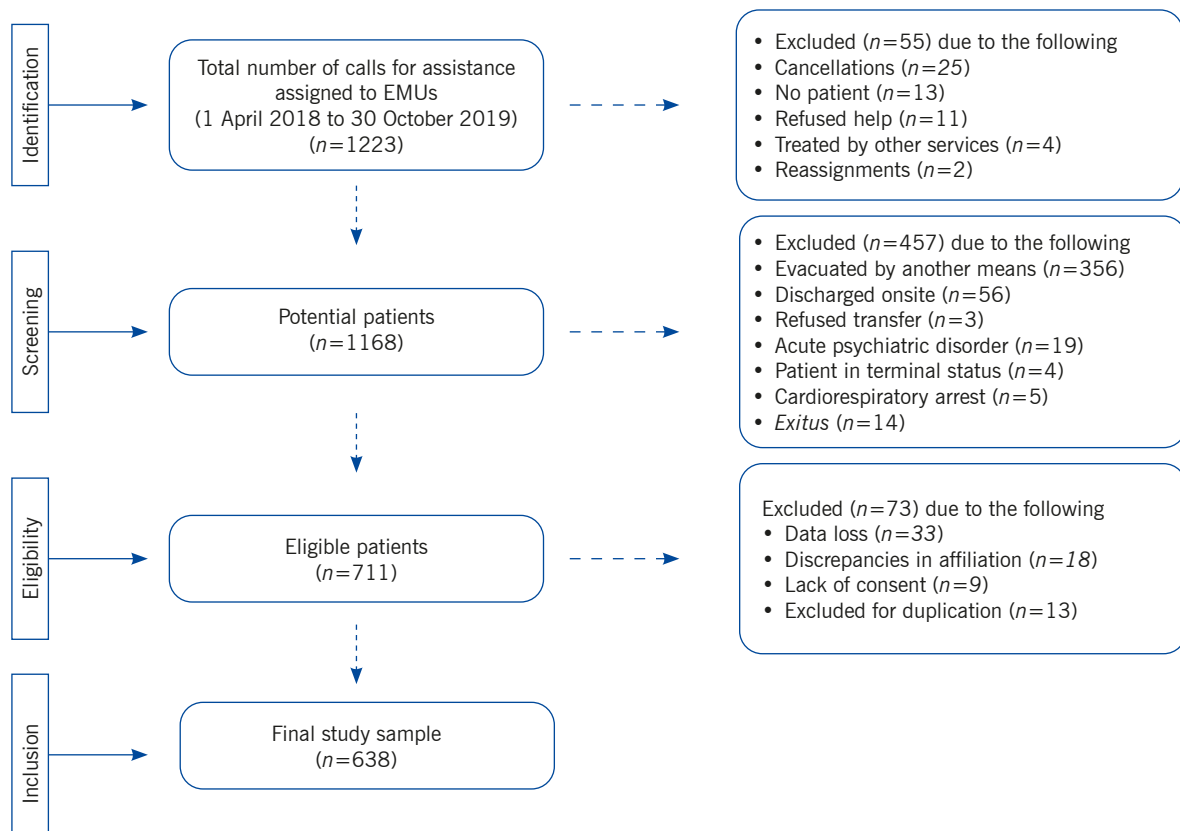 Identification
Total number of calls for assistance
assigned to EMUs
(1 April 2018 to 30 October 2019)
(n=1223)
• Excluded (n=55) due to the following
• Cancellations (n=25)
• No patient (n=13)
• Refused help (n=11)
• Treated by other services (n=4)
• Reassignments (n=2)
Screening
Potential patients
(n=1168)
• Excluded (n=457) due to the following
• Evacuated by another means (n=356)
• Discharged onsite (n=56)
• Refused transfer (n=3)
• Acute psychiatric disorder (n=19)
• Patient in terminal status (n=4)
• Cardiorespiratory arrest (n=5)
• Exitus (n=14)
Eligibility
Eligible patients
(n=711)
Excluded (n=73) due to the following
• Data loss (n=33)
• Discrepancies in affiliation (n=18)
• Lack of consent (n=9)
• Excluded for duplication (n=13)
Inclusion
Final study sample
(n=638)